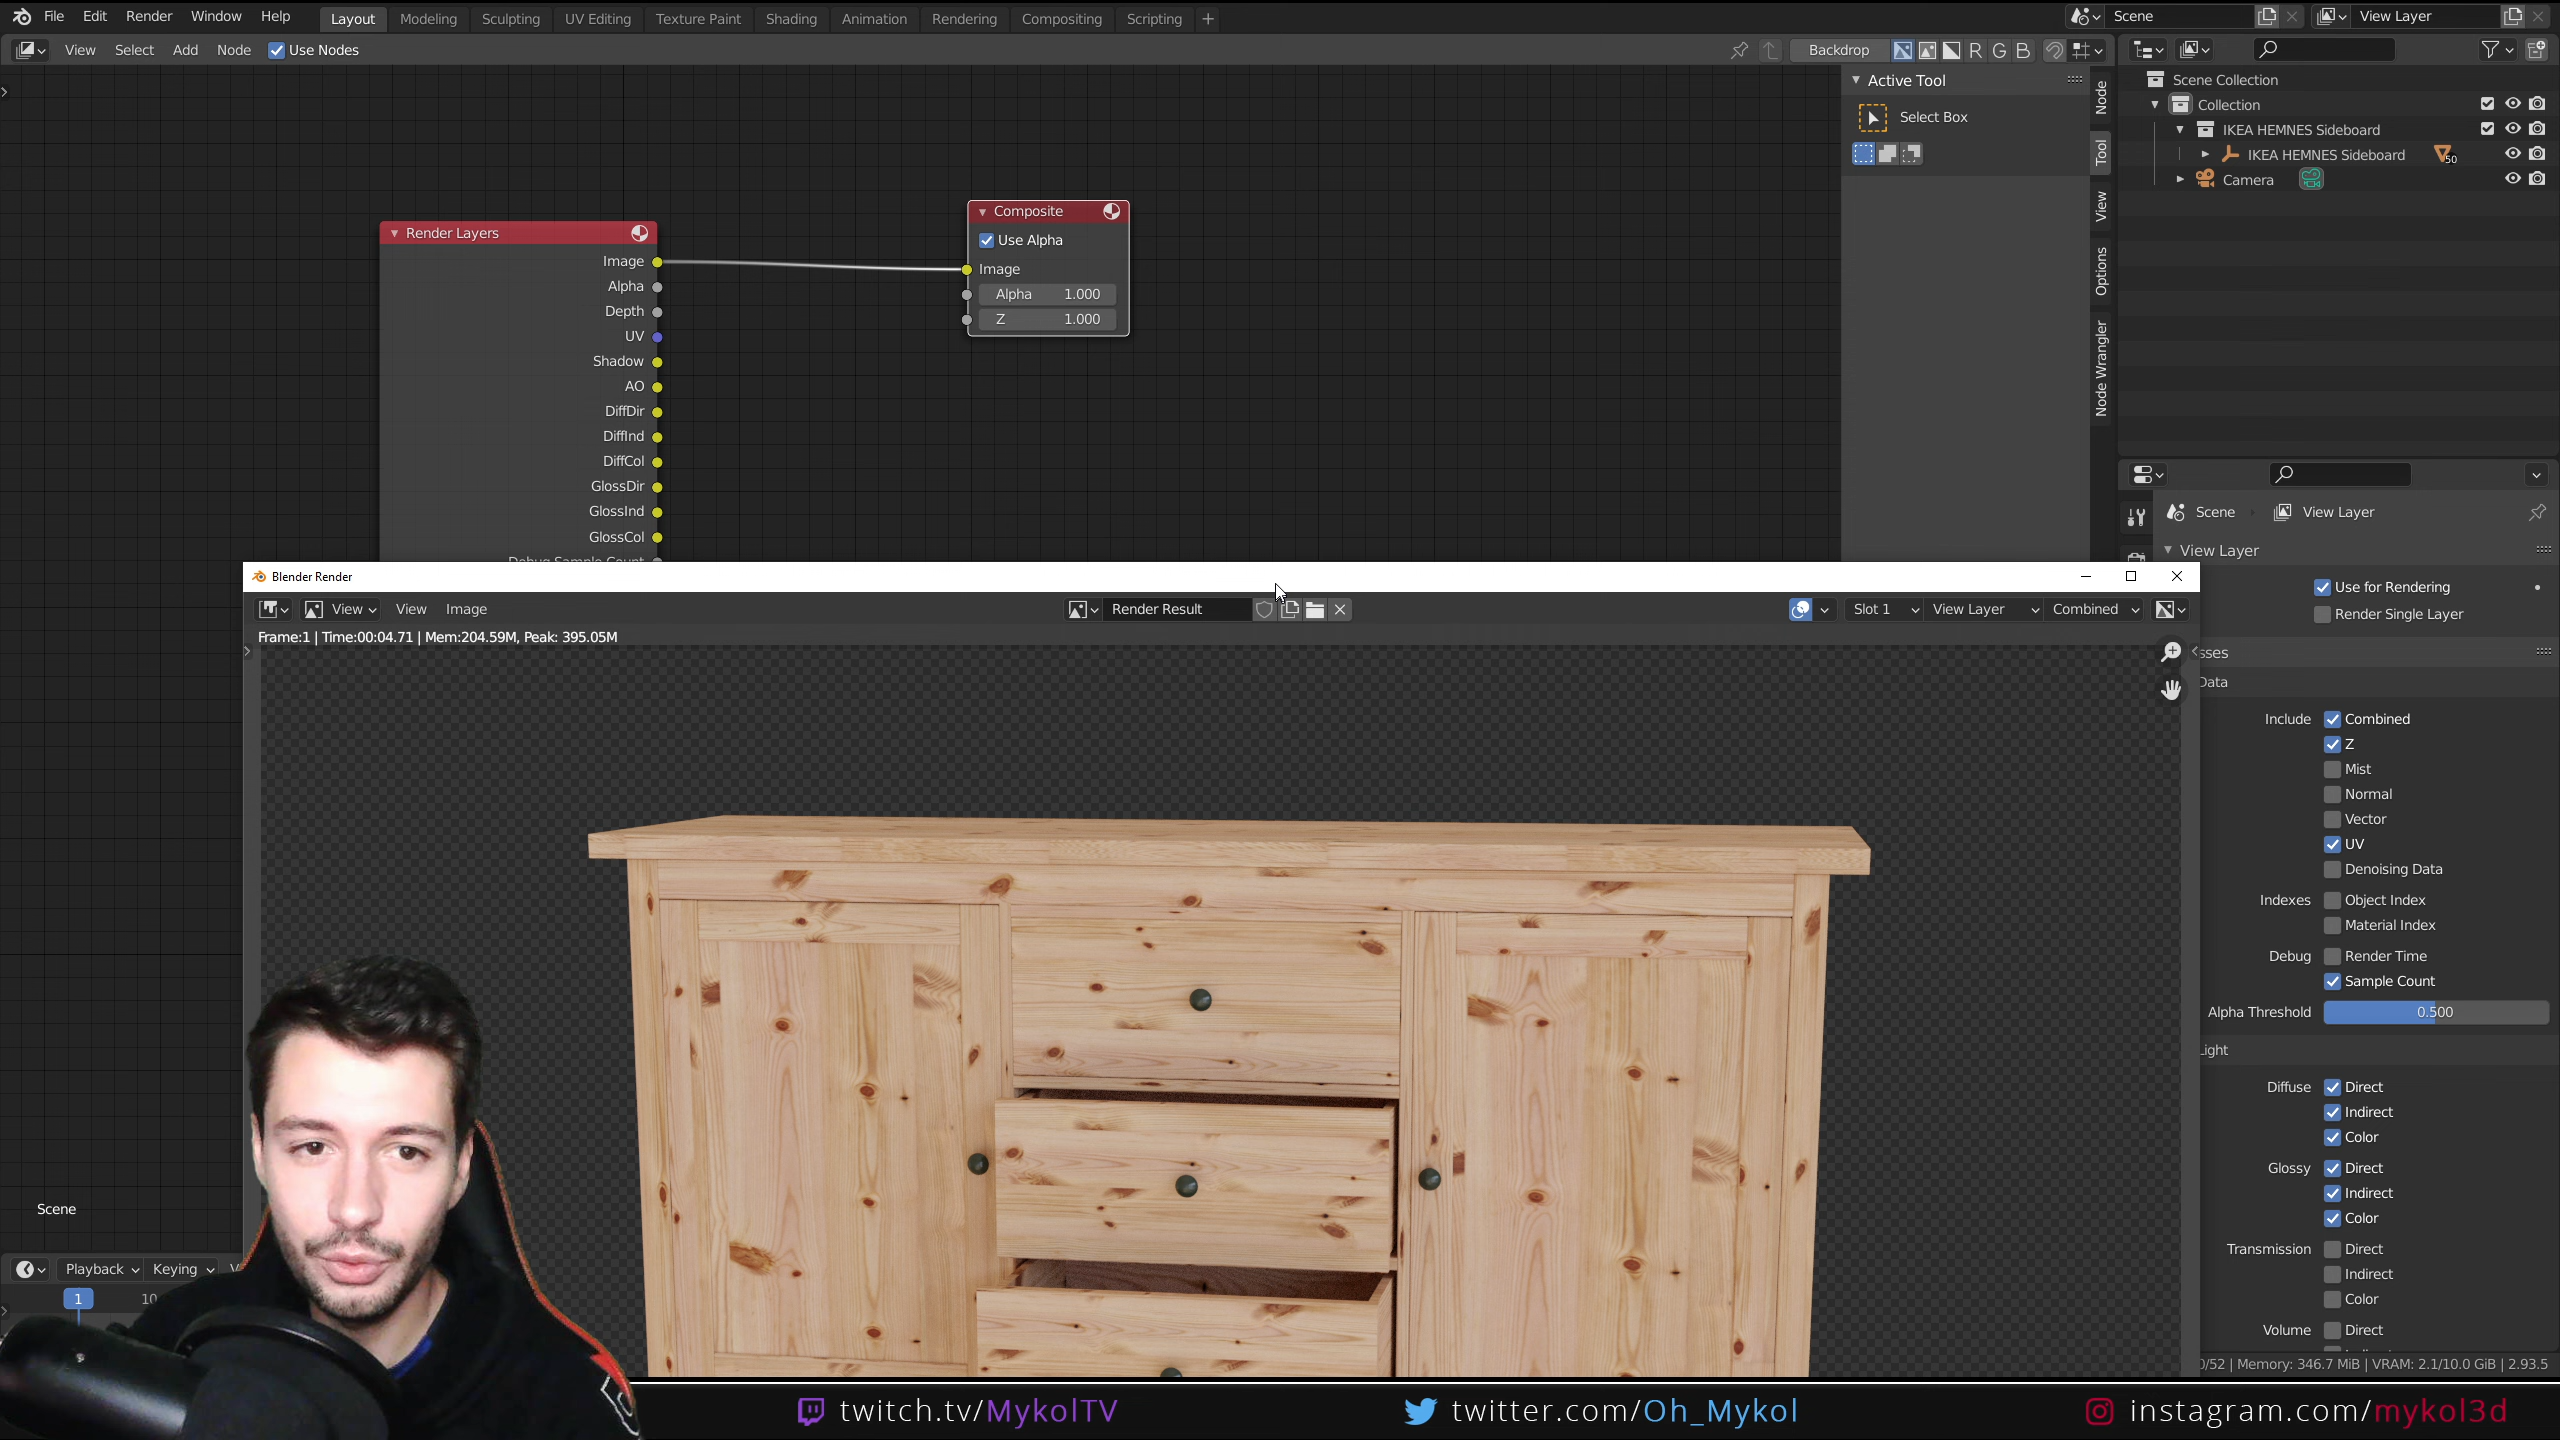 File Edit Render Window Help Layout Modeling Sculpting UV Editing Texture Paint Shading Animation Rendering Compositing Scripting + Scene View Layer
View Select Add Node Use Nodes Backdrop R G B
Active Tool
Select Box
Node
Tool
View
Options
Node Wrangler
Scene Collection
Collection
IKEA HEMNES Sideboard
IKEA HEMNES Sideboard 50
Camera
Render Layers
Image
Alpha
Depth
UV
Shadow
AO
DiffDir
DiffInd
DiffCol
GlossDir
GlossInd
GlossCol
Debug Sample Count
Composite
Use Alpha
Image
Alpha 1.000
Z 1.000
Scene View Layer
View Layer
Use for Rendering
Render Single Layer
sses
Data
Include Combined
Z
Mist
Normal
Vector
UV
Denoising Data
Indexes Object Index
Material Index
Debug Render Time
Sample Count
Alpha Threshold 0.500
Light
Diffuse Direct
Indirect
Color
Glossy Direct
Indirect
Color
Transmission Direct
Indirect
Color
Volume Direct
/52 | Memory: 346.7 MiB | VRAM: 2.1/10.0 GiB | 2.93.5
Blender Render
View View Image Render Result Slot 1 View Layer Combined
Frame:1 | Time:00:04.71 | Mem:204.59M, Peak: 395.05M
Scene
Playback Keying V
1 10
twitch.tv/MykolTV
twitter.com/Oh_Mykol
instagram.com/mykol3d